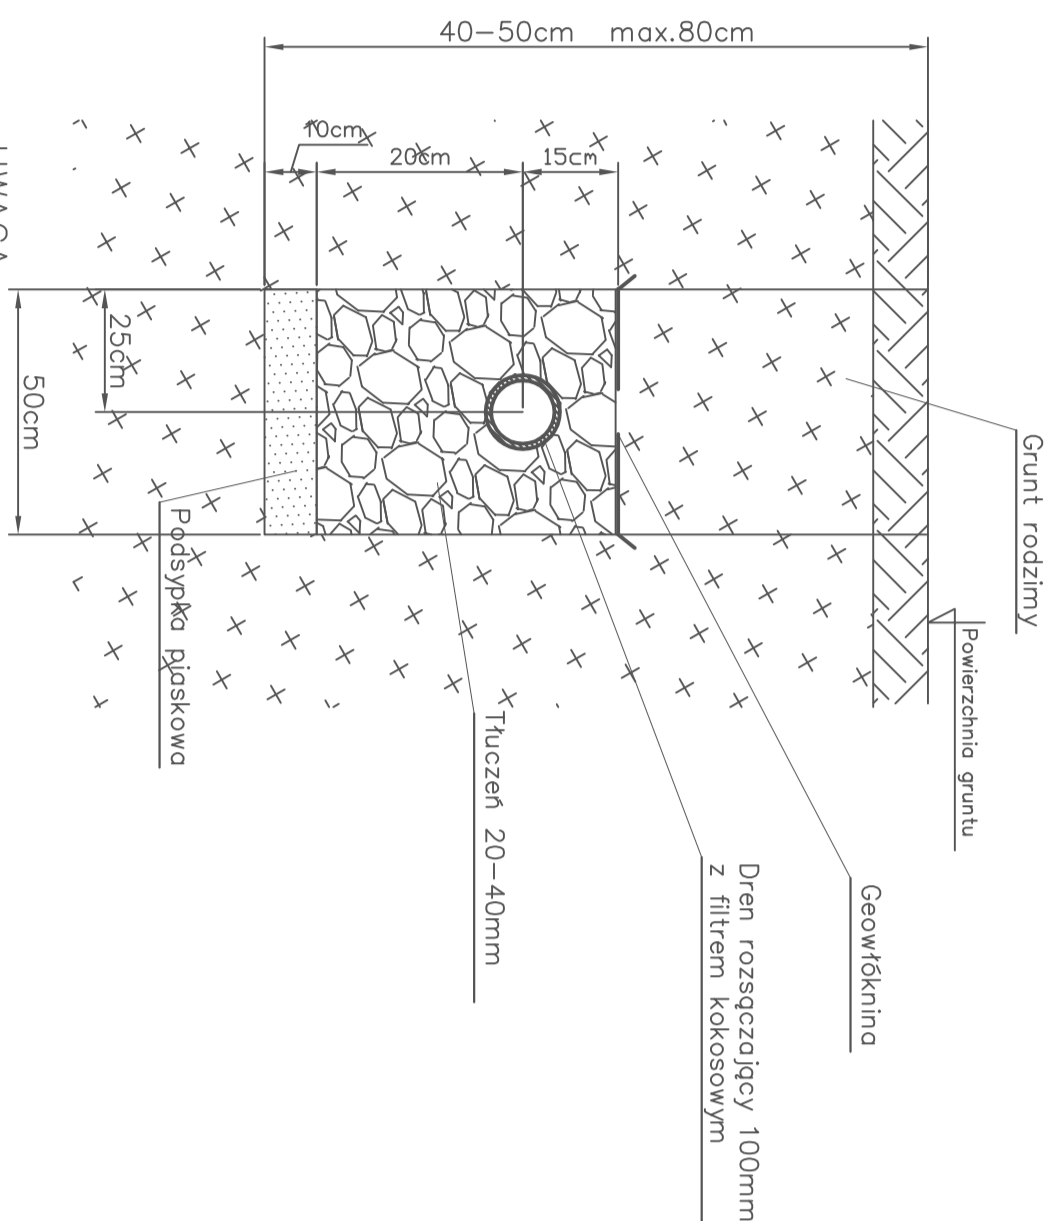 40-50cm max.80cm
10cm
20cm
15cm
25cm
50cm
Grunt rodzimy
Powierzchnia gruntu
Geowłóknina
Dren rozsączający 100mm
z filtrem kokosowym
Tłuczeń 20-40mm
Podsypka piaskowa